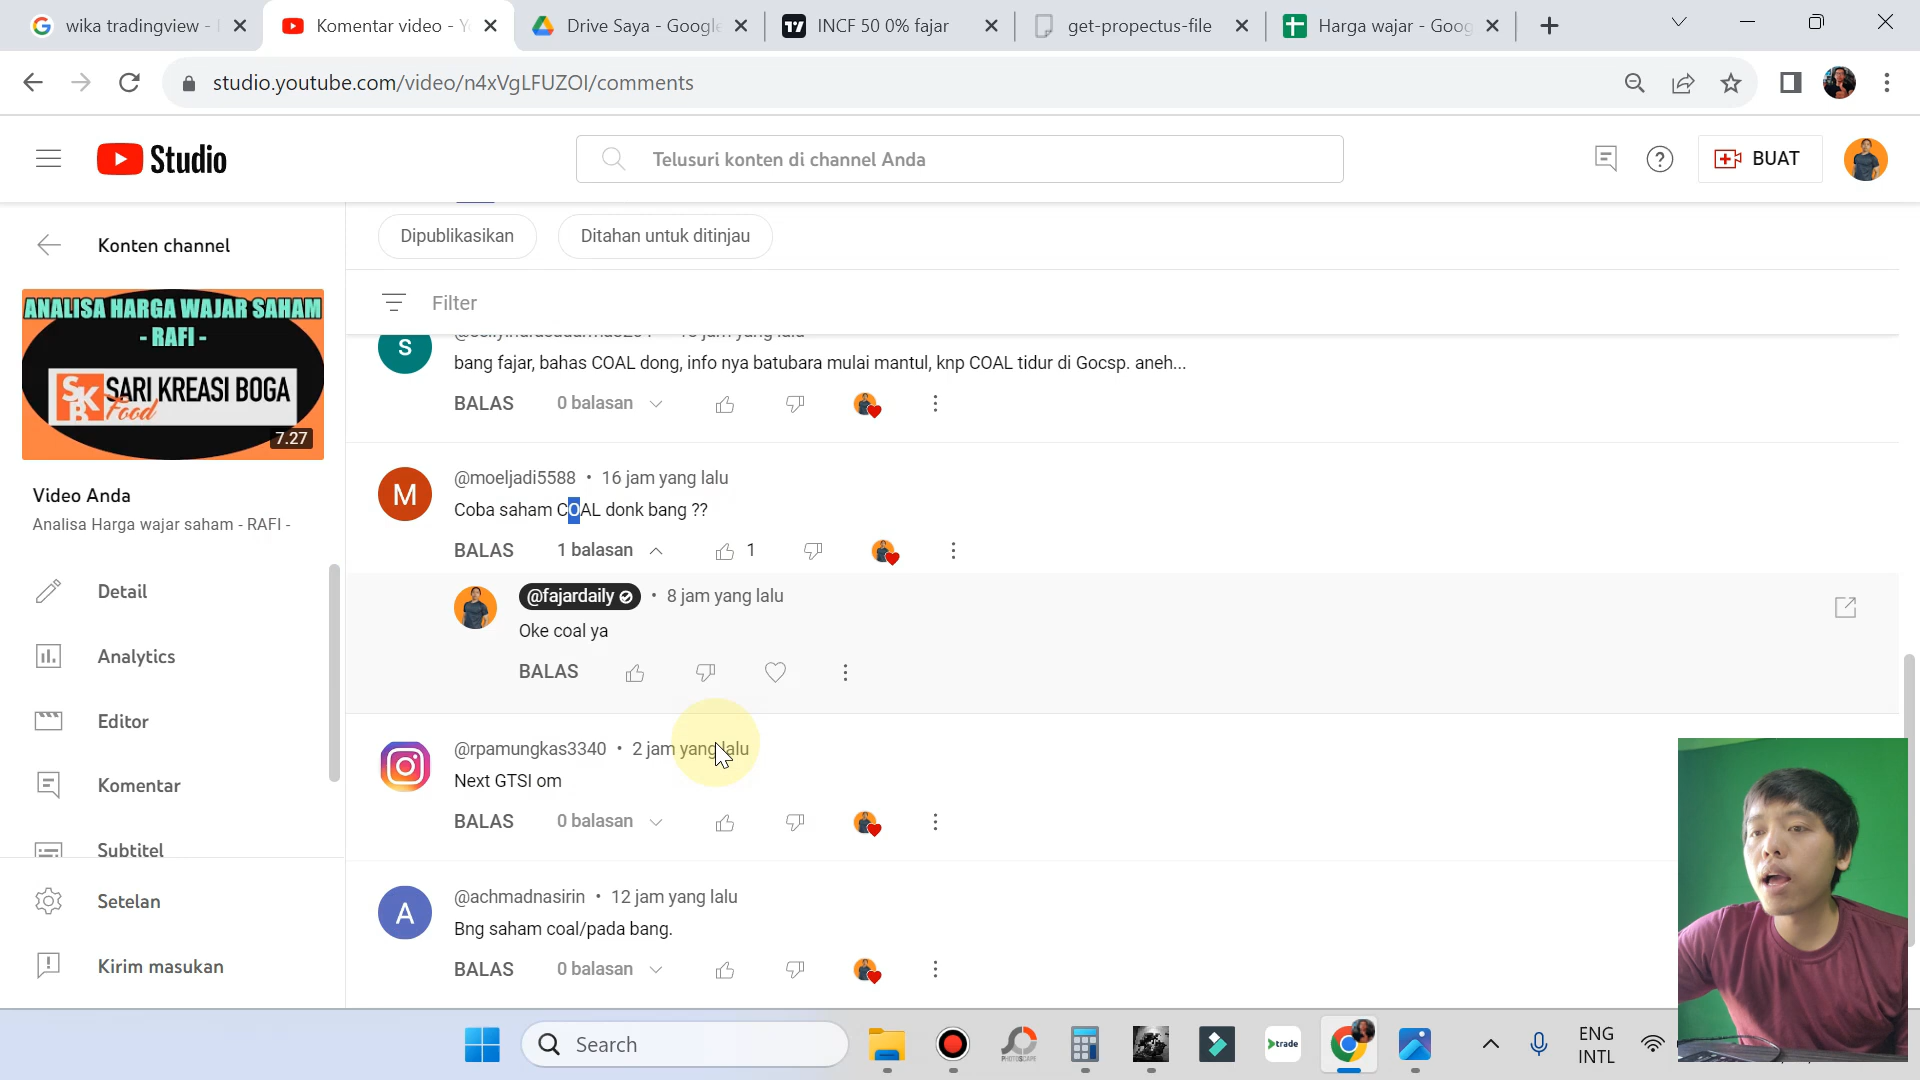 wika tradingview -
Komentar video - Yo
Drive Saya - Google
INCF 50 0% fajar
get-propectus-file
Harga wajar - Goog
studio.youtube.com/video/n4xVgLFUZOI/comments
Studio
Telusuri konten di channel Anda
BUAT
Konten channel
Dipublikasikan
Ditahan untuk ditinjau
Filter
ANALISA HARGA WAJAR SAHAM
- RAFI -
SKB SARI KREASI BOGA
Food
7.27
Video Anda
Analisa Harga wajar saham - RAFI -
Detail
Analytics
Editor
Komentar
Subtitel
Setelan
Kirim masukan
S
bang fajar, bahas COAL dong, info nya batubara mulai mantul, knp COAL tidur di Gocsp. aneh...
BALAS 0 balasan
M
@moeljadi5588 • 16 jam yang lalu
Coba saham COAL donk bang ??
BALAS 1 balasan 1
@fajardaily • 8 jam yang lalu
Oke coal ya
BALAS
@rpamungkas3340 • 2 jam yang lalu
Next GTSI om
BALAS 0 balasan
A
@achmadnasirin • 12 jam yang lalu
Bng saham coal/pada bang.
BALAS 0 balasan
Search
PHOTOSCAPE
trade
ENG
INTL